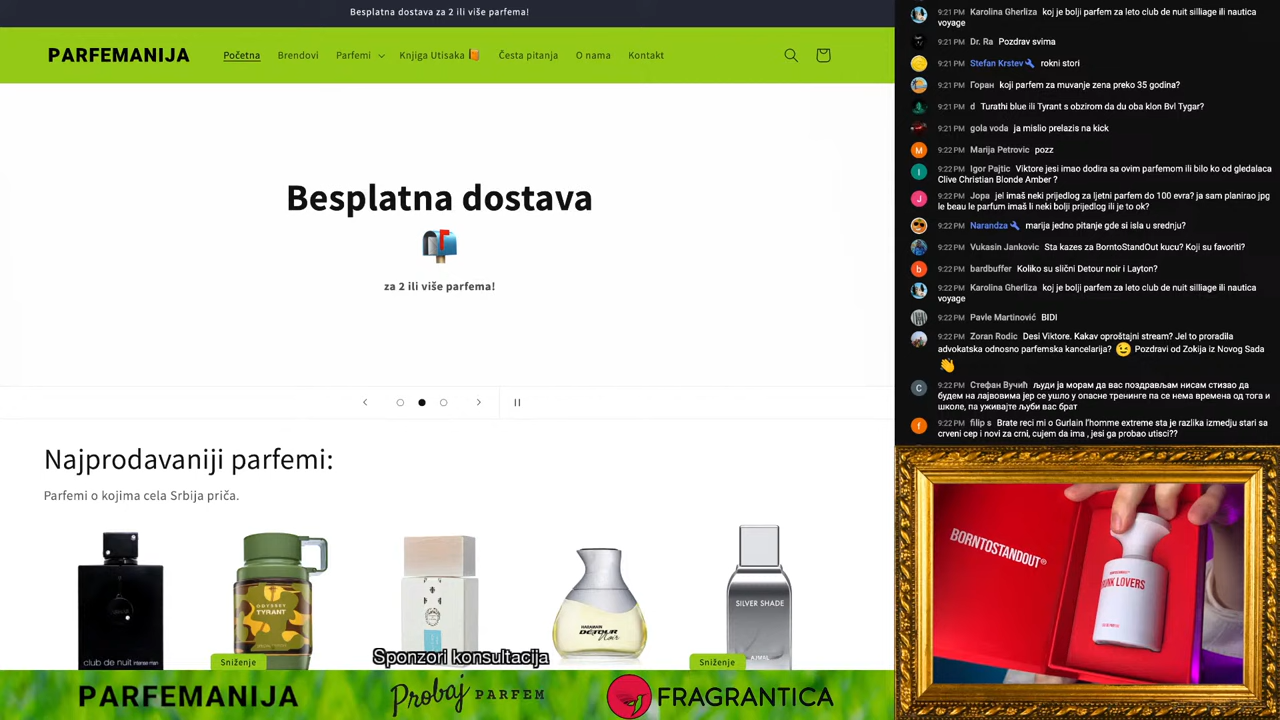 Besplatna dostava za 2 ili više parfema!
PARFEMANIJA
Početna
Brendovi
Parfemi
Knjiga Utisaka
Česta pitanja
O nama
Kontakt
Besplatna dostava
za 2 ili više parfema!
Najprodavaniji parfemi:
Parfemi o kojima cela Srbija priča.
club de nuit intense man
ODYSSEY
TYRANT
DÉTOUR
Noir
SILVER SHADE
AJMAL
Sniženje
Sniženje
Sponzori konsultacija
PARFEMANIJA
Probaj PARFEM
FRAGRANTICA
9:21 PM Karolina Gherliza koj je bolji parfem za leto club de nuit silliage ili nautica
voyage
9:21 PM Dr. Ra Pozdrav svima
9:21 PM Stefan Krstev rokni stori
9:21 PM Горан koji parfem za muvanje zena preko 35 godina?
9:21 PM d Turathi blue ili Tyrant s obzirom da du oba klon Bvl Tygar?
9:21 PM gola voda ja mislio prelazis na kick
M
9:22 PM Marija Petrovic pozz
I
9:22 PM Igor Pajtic Viktore jesi imao dodira sa ovim parfemom ili bilo ko od gledalaca
Clive Christian Blonde Amber ?
J
9:22 PM Jopa jel imaš neki prijedlog za ljetni parfem do 100 evra? ja sam planirao jpg
le beau le parfum imaš li neki bolji prijedlog ili je to ok?
9:22 PM Narandza marija jedno pitanje gde si isla u srednju?
9:22 PM Vukasin Jankovic Sta kazes za BorntoStandOut kucu? Koji su favoriti?
b
9:22 PM bardbuffer Koliko su slični Detour noir i Layton?
9:22 PM Karolina Gherliza koj je bolji parfem za leto club de nuit silliage ili nautica
voyage
9:22 PM Pavle Martinović BIDI
9:22 PM Zoran Rodic Desi Viktore. Kakav oproštajni stream? Jel to proradila
advokatska odnosno parfemska kancelarija? 😉 Pozdravi od Zokija iz Novog Sada
👏
С
9:22 PM Стефан Вучић људи ја морам да вас поздрављам нисам стизао да
будем на лајвовима јер се ушло у опасне тренинге па се нема времена од тога и
школе, па уживајте љуби вас брат
f
9:22 PM filip s Brate reci mi o Gurlain l'homme extreme sta je razlika izmedju stari sa
crveni cep i novi za crni, cujem da ima , jesi ga probao utisci??
BORNTOSTANDOUT®
DRUNK LOVERS